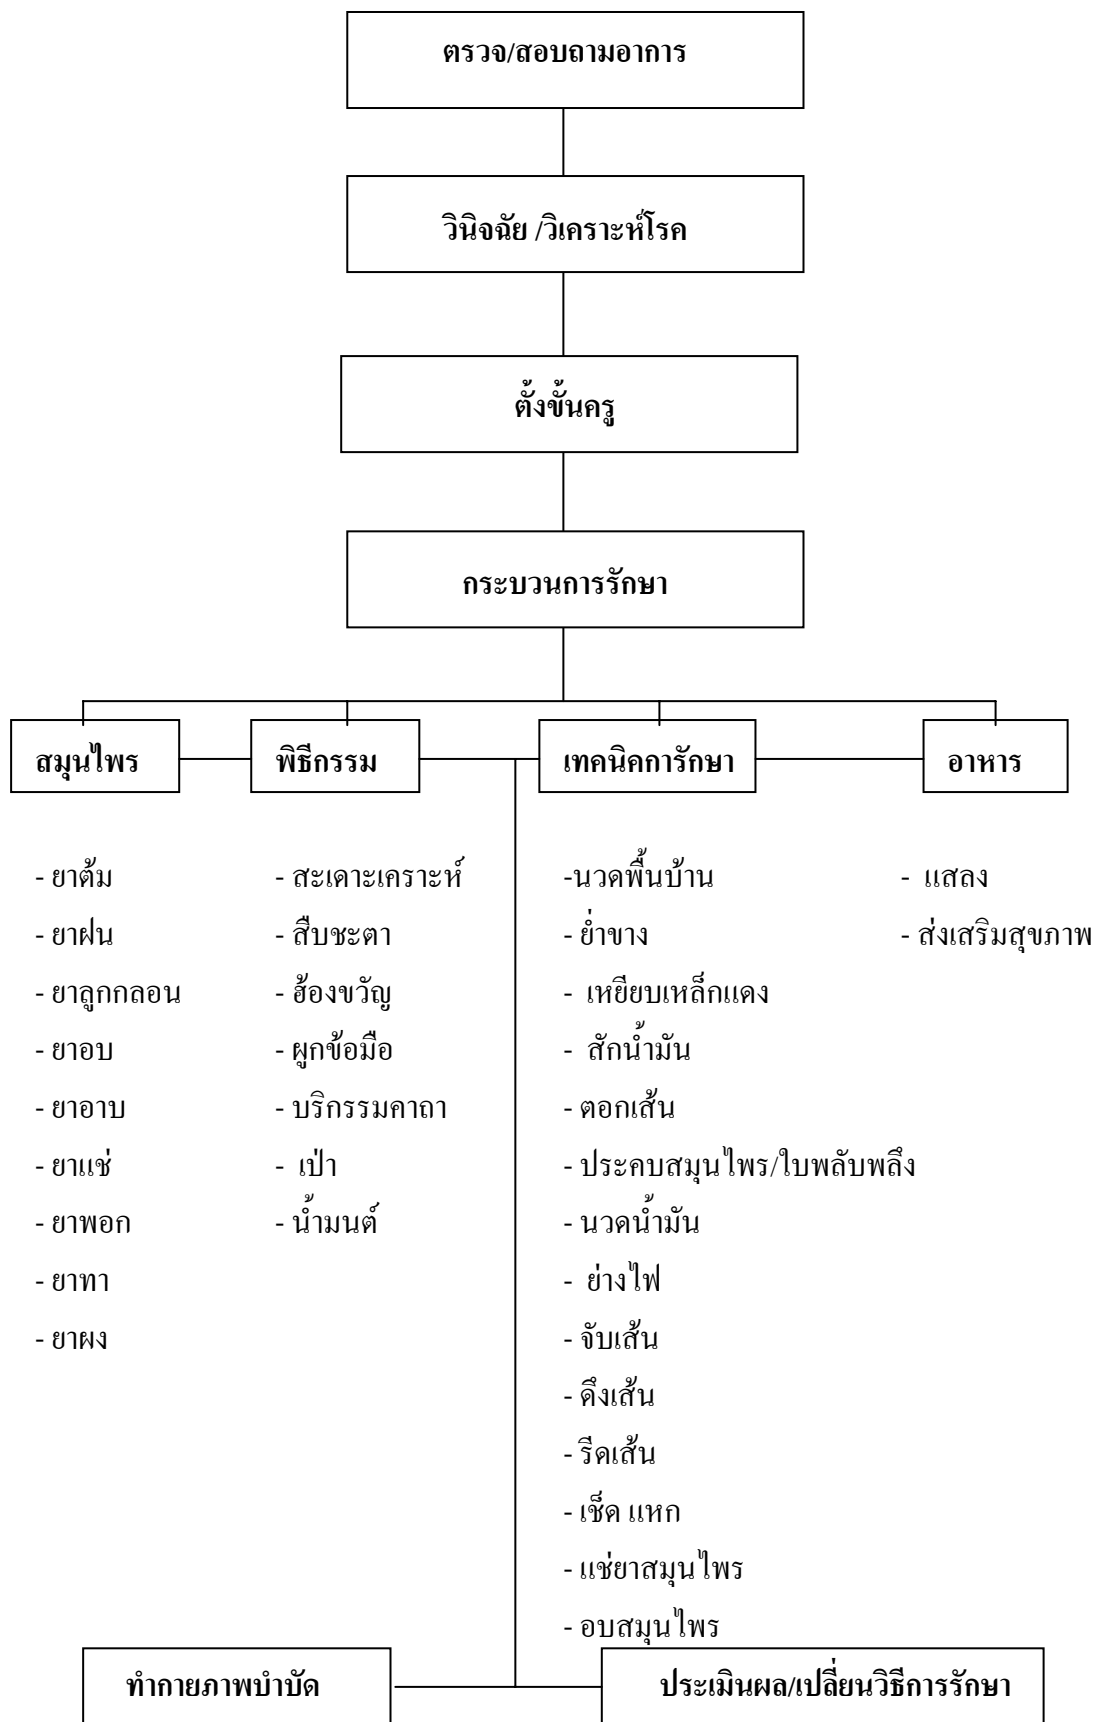 ตรวจ/สอบถามอาการ
วินิจฉัย /วิเคราะห์โรค
ตั้งขั้นครู
กระบวนการรักษา
สมุนไพร
พิธีกรรม
เทคนิคการักษา
อาหาร
- ยาต้ม
- ยาฝน
- ยาลูกกลอน
- ยาอบ
- ยาอาบ
- ยาแช่
- ยาพอก
- ยาทา
- ยาผง
- สะเดาะเคราะห์
- สืบชะตา
- ฮ้องขวัญ
- ผูกข้อมือ
- บริกรรมคาถา
- เป่า
- น้ำมนต์
-นวดพื้นบ้าน
- ย่ำขาง
- เหยียบเหล็กแดง
- สักน้ำมัน
- ตอกเส้น
- ประคบสมุนไพร/ใบพลับพลึง
- นวดน้ำมัน
- ย่างไฟ
- จับเส้น
- ดึงเส้น
- รีดเส้น
- เช็ด แหก
- แช่ยาสมุนไพร
- อบสมุนไพร
- แสลง
- ส่งเสริมสุขภาพ
ทำกายภาพบำบัด
ประเมินผล/เปลี่ยนวิธีการรักษา